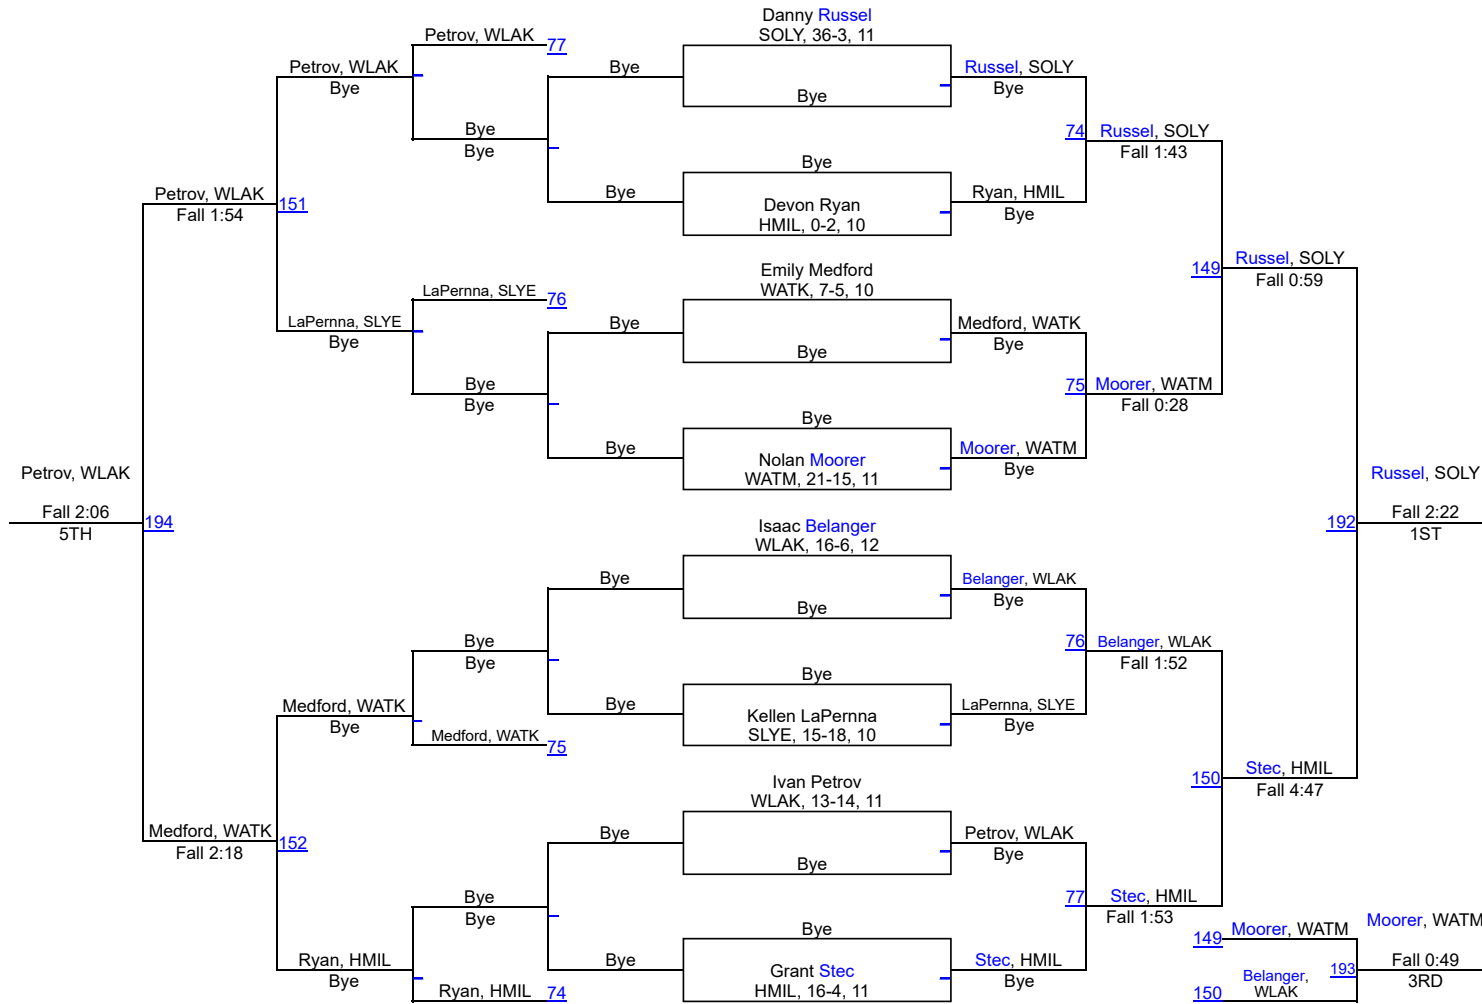 Danny Russel
SOLY, 36-3, 11
Petrov, WLAK 77
Petrov, WLAK
Bye
Bye
Bye
Russel, SOLY
Bye
Bye
Bye
74 Russel, SOLY
Fall 1:43
Bye
Bye
Devon Ryan
HMIL, 0-2, 10
Ryan, HMIL
Bye
Petrov, WLAK
Fall 1:54
151
149 Russel, SOLY
Fall 0:59
Emily Medford
WATK, 7-5, 10
LaPernna, SLYE 76
LaPernna, SLYE
Bye
Bye
Bye
Medford, WATK
Bye
Bye
Bye
75 Moorer, WATM
Fall 0:28
Bye
Bye
Nolan Moorer
WATM, 21-15, 11
Moorer, WATM
Bye
Petrov, WLAK
Fall 2:06
5TH
194
Russel, SOLY
192 Fall 2:22
1ST
Isaac Belanger
WLAK, 16-6, 12
Bye
Bye
Belanger, WLAK
Bye
Bye
Bye
76 Belanger, WLAK
Fall 1:52
Bye
Bye
Kellen LaPernna
SLYE, 15-18, 10
LaPernna, SLYE
Bye
Medford, WATK
Bye
Medford, WATK 75
150 Stec, HMIL
Fall 4:47
Ivan Petrov
WLAK, 13-14, 11
Medford, WATK
Fall 2:18
152
Bye
Bye
Petrov, WLAK
Bye
Bye
Bye
77 Stec, HMIL
Fall 1:53
Bye
Bye
Grant Stec
HMIL, 16-4, 11
Stec, HMIL
Bye
Ryan, HMIL
Bye
Ryan, HMIL 74
149 Moorer, WATM
150 Belanger,
WLAK
193
Moorer, WATM
Fall 0:49
3RD